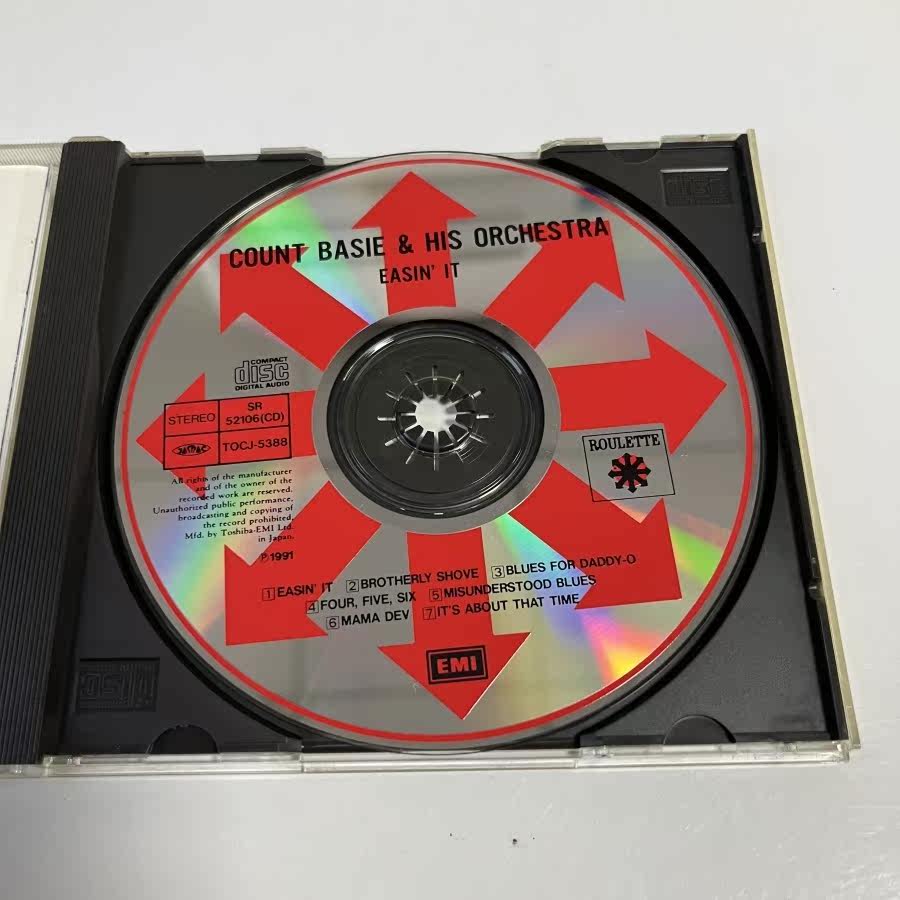 COUNT BASIE & HIS ORCHESTRA
EASIN' IT
COMPACT
disc
DIGITAL AUDIO
STEREO
SR
52106(CD)
JASRAC
TOCJ-5388
All rights of the manufacturer
and of the owner of the
recorded work are reserved.
Unauthorized public performance,
broadcasting and copying of
the record prohibited.
Mfd. by Toshiba-EMI Ltd.
in Japan.
℗1991
ROULETTE
1 EASIN' IT 2 BROTHERLY SHOVE 3 BLUES FOR DADDY-O
4 FOUR, FIVE, SIX 5 MISUNDERSTOOD BLUES
6 MAMA DEV 7 IT'S ABOUT THAT TIME
EMI